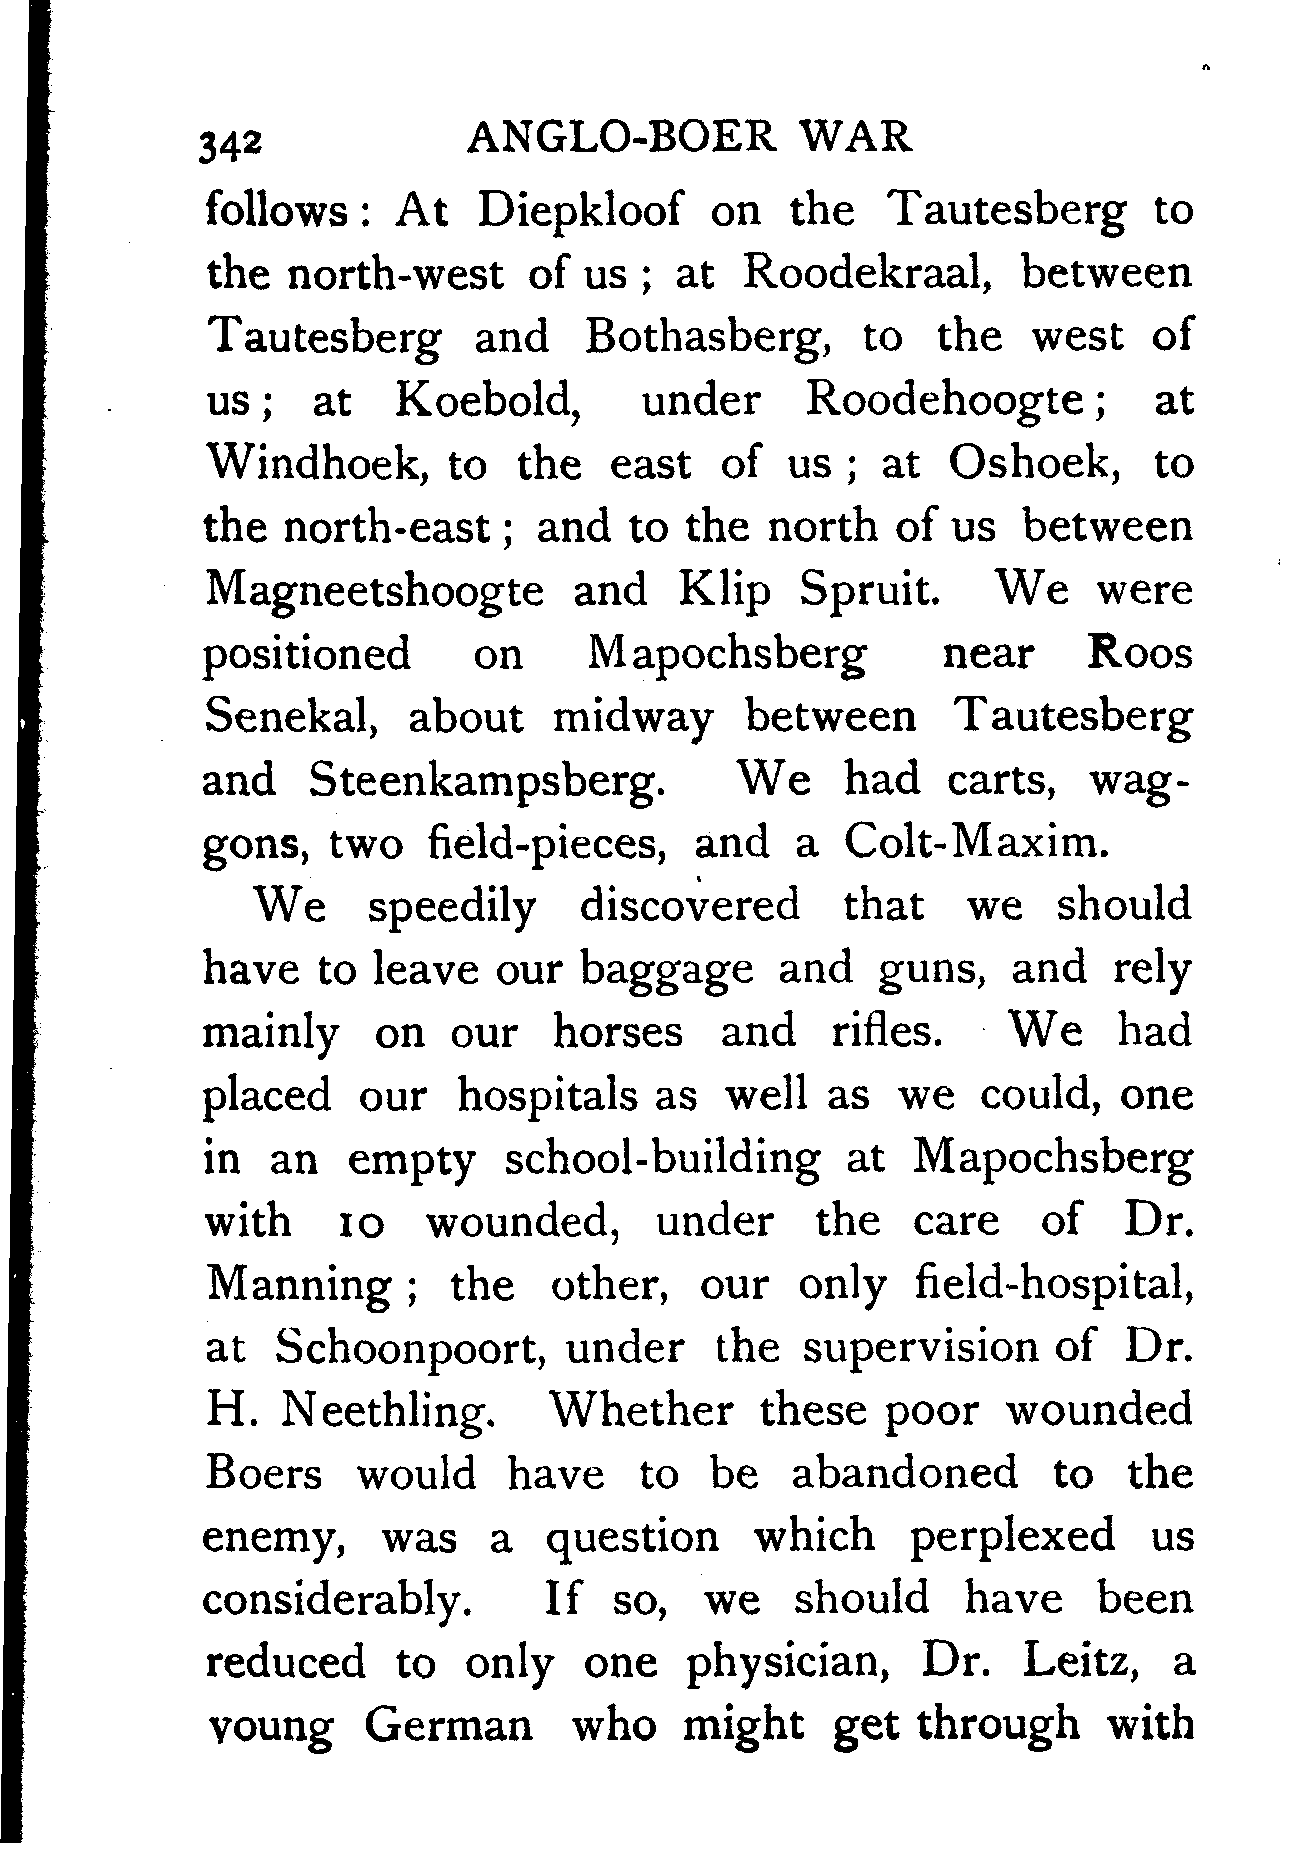 342 ANGLO-BOER WAR
follows: At Diepkloof on the Tautesberg to
the north-west of us; at Roodekraal, between
Tautesberg and Bothasberg, to the west of
us; at Koebold, under Roodehoogte; at
Windhoek, to the east of us; at Oshoek, to
the north-east; and to the north of us between
Magneetshoogte and Klip Spruit. We were
positioned on Mapochsberg near Roos
Senekal, about midway between Tautesberg
and Steenkampsberg. We had carts, wag-
gons, two field-pieces, and a Colt-Maxim.
We speedily discovered that we should
have to leave our baggage and guns, and rely
mainly on our horses and rifles. We had
placed our hospitals as well as we could, one
in an empty school-building at Mapochsberg
with 10 wounded, under the care of Dr.
Manning; the other, our only field-hospital,
at Schoonpoort, under the supervision of Dr.
H. Neethling. Whether these poor wounded
Boers would have to be abandoned to the
enemy, was a question which perplexed us
considerably. If so, we should have been
reduced to only one physician, Dr. Leitz, a
young German who might get through with